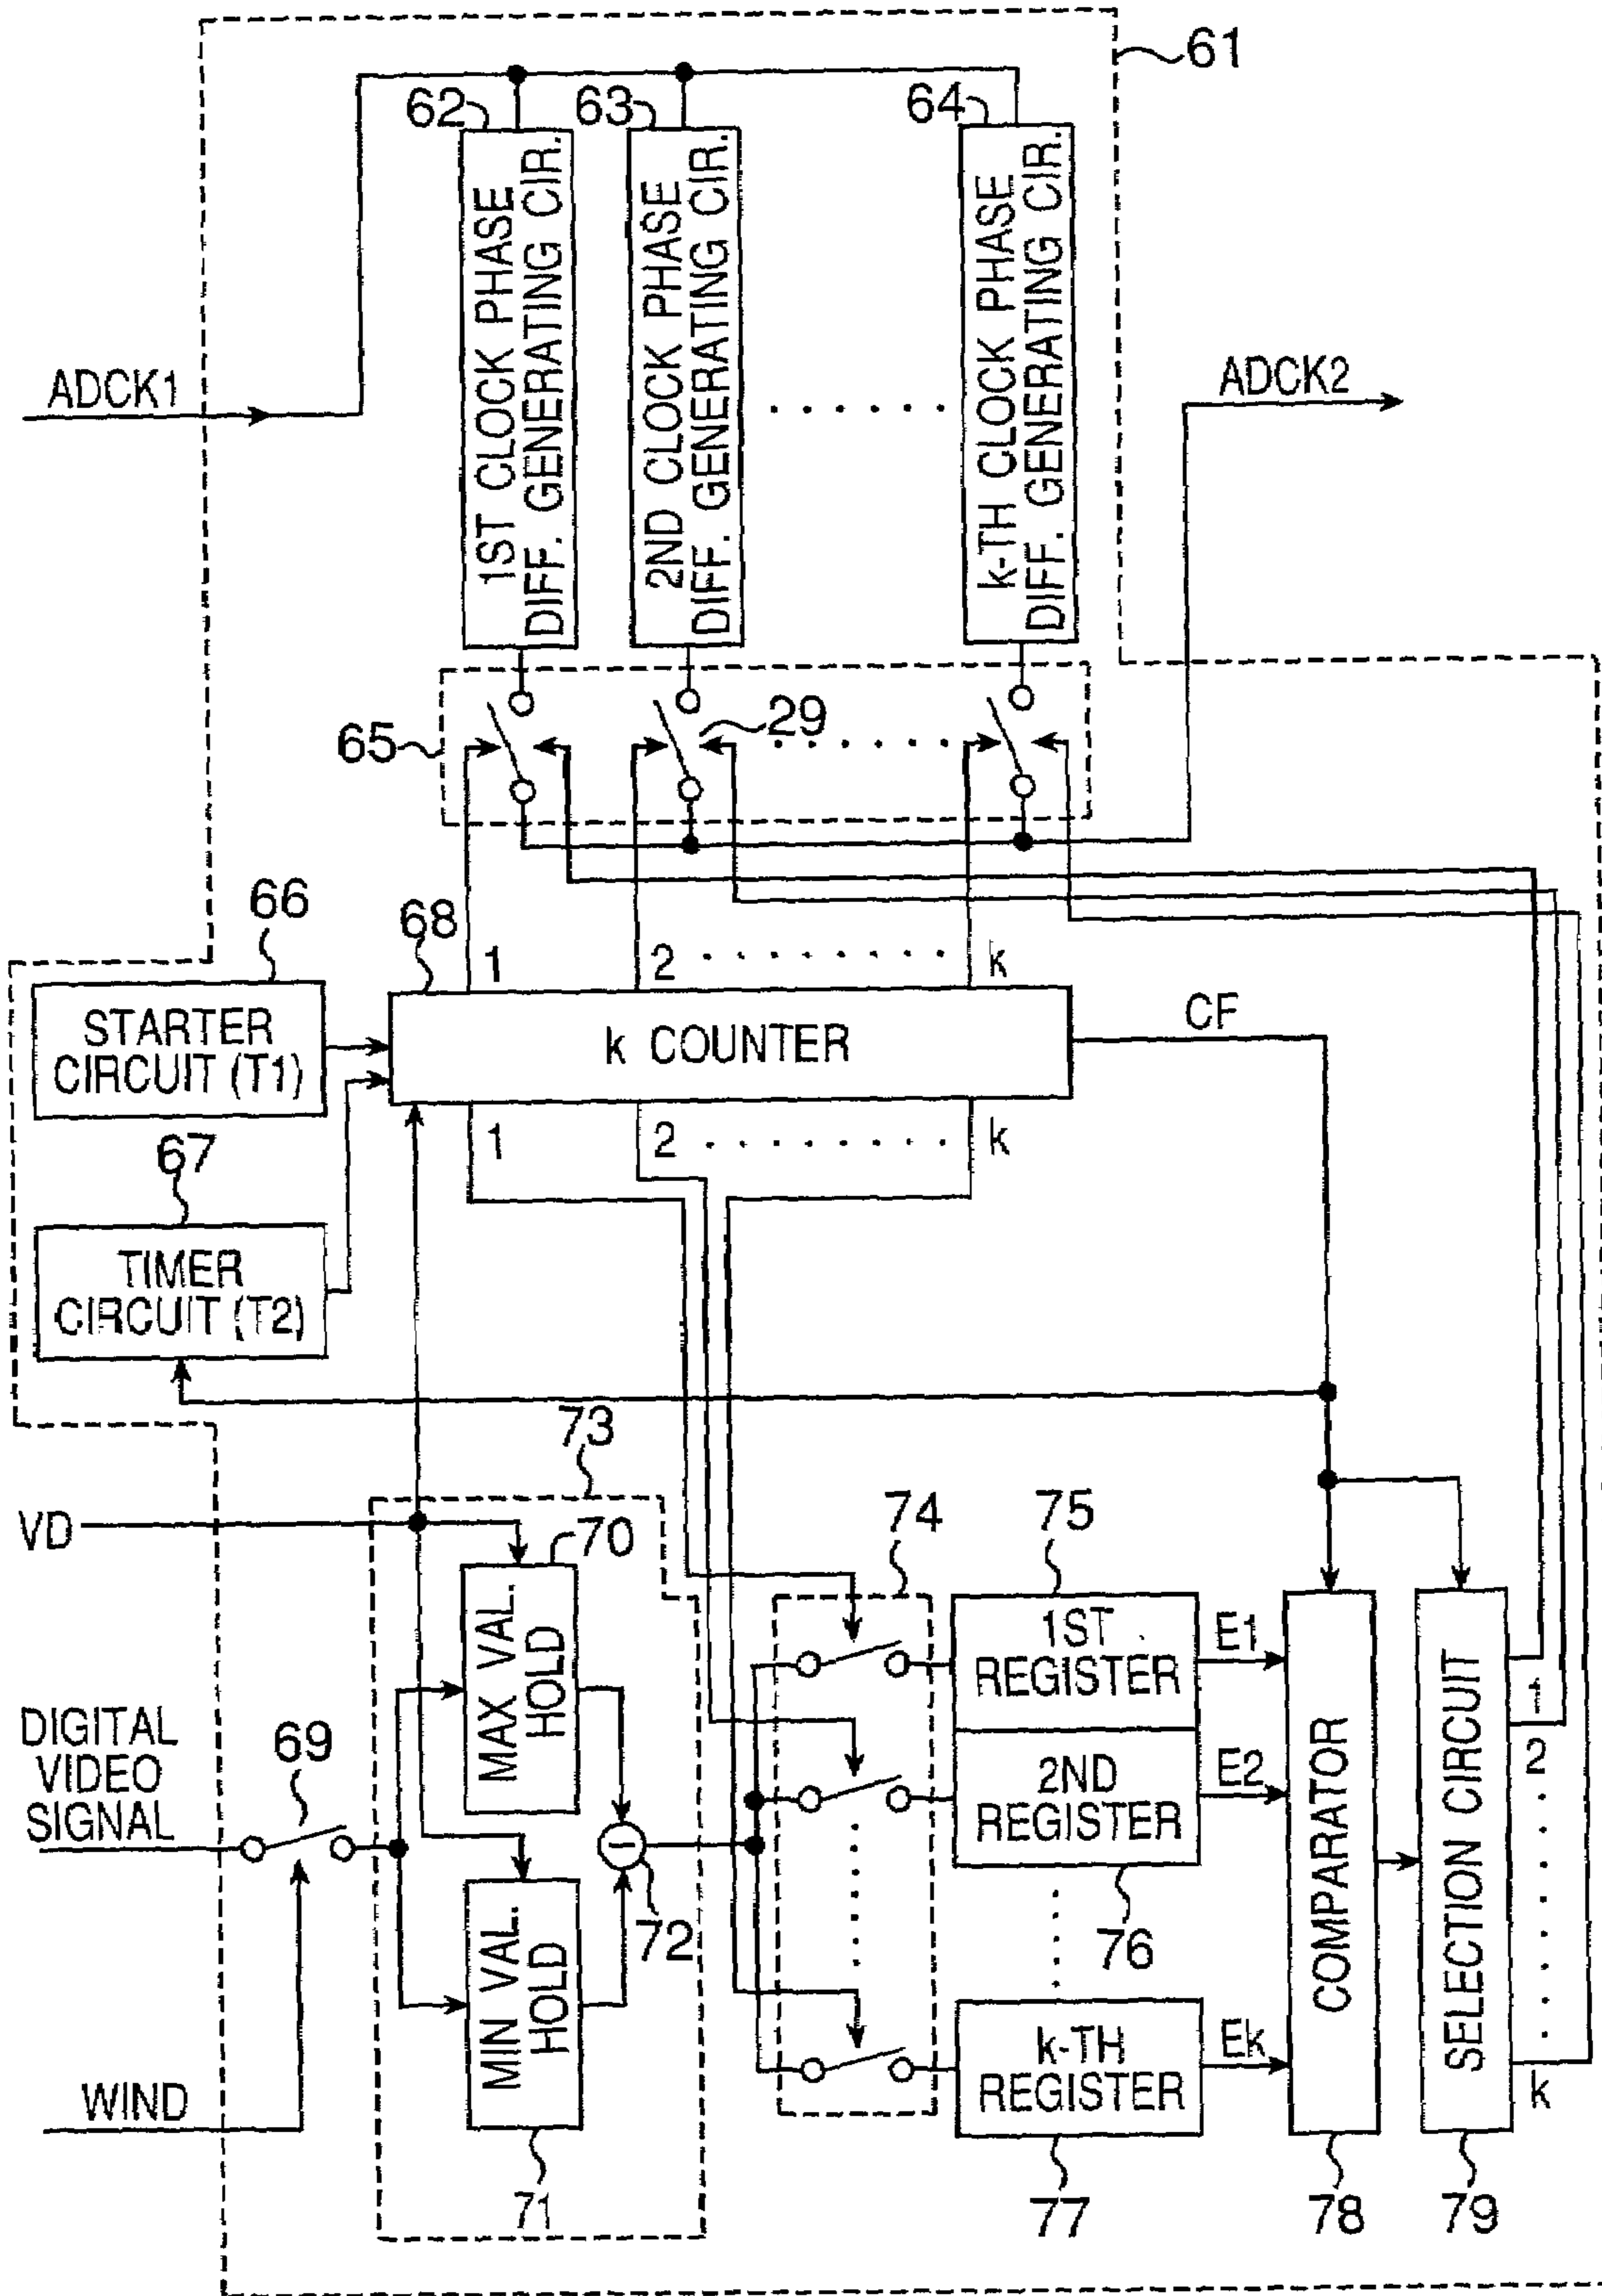 61
62
63
64
1ST CLOCK PHASE
DIFF. GENERATING CIR.
2ND CLOCK PHASE
DIFF. GENERATING CIR.
k-TH CLOCK PHASE
DIFF. GENERATING CIR.
ADCK1
ADCK2
65
29
66
68
1
2
k
STARTER
CIRCUIT (T1)
k COUNTER
CF
1
2
k
67
TIMER
CIRCUIT (T2)
73
VD
70
74
75
MAX VAL.
HOLD
1ST
REGISTER
E1
DIGITAL
VIDEO
SIGNAL
69
2ND
REGISTER
E2
COMPARATOR
SELECTION CIRCUIT
1
2
k
72
76
MIN VAL.
HOLD
k-TH
REGISTER
Ek
WIND
71
77
78
79